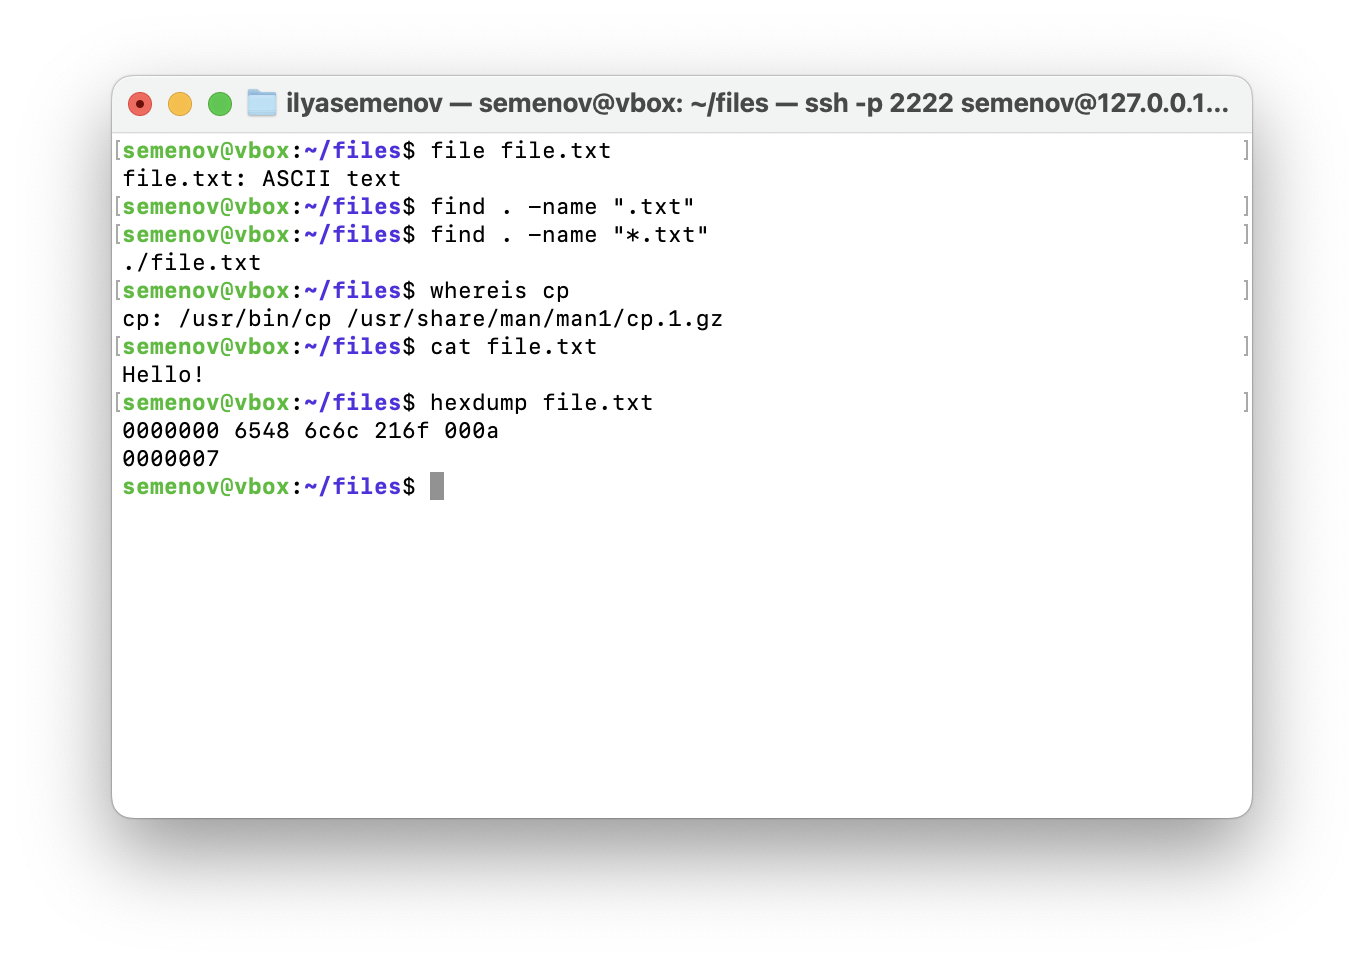 ilyasemenov — semenov@vbox: ~/files — ssh -p 2222 semenov@127.0.0.1...
[semenov@vbox:~/files$ file file.txt ]
file.txt: ASCII text
[semenov@vbox:~/files$ find . -name ".txt" ]
[semenov@vbox:~/files$ find . -name "*.txt" ]
./file.txt
[semenov@vbox:~/files$ whereis cp ]
cp: /usr/bin/cp /usr/share/man/man1/cp.1.gz
[semenov@vbox:~/files$ cat file.txt ]
Hello!
[semenov@vbox:~/files$ hexdump file.txt ]
0000000 6548 6c6c 216f 000a
0000007
semenov@vbox:~/files$